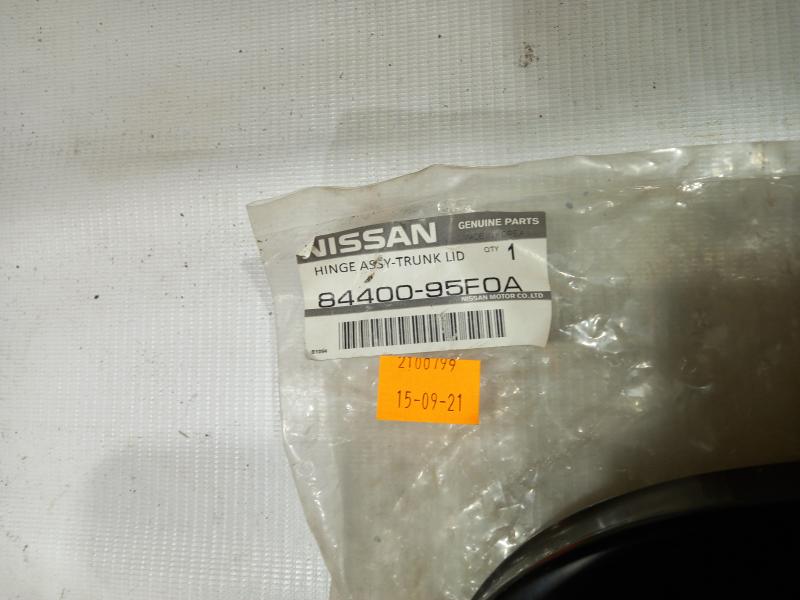 NISSAN
GENUINE PARTS
HINGE ASSY-TRUNK LID
QTY 1
84400-95F0A
NISSAN MOTOR CO.,LTD
2100799
15-09-21